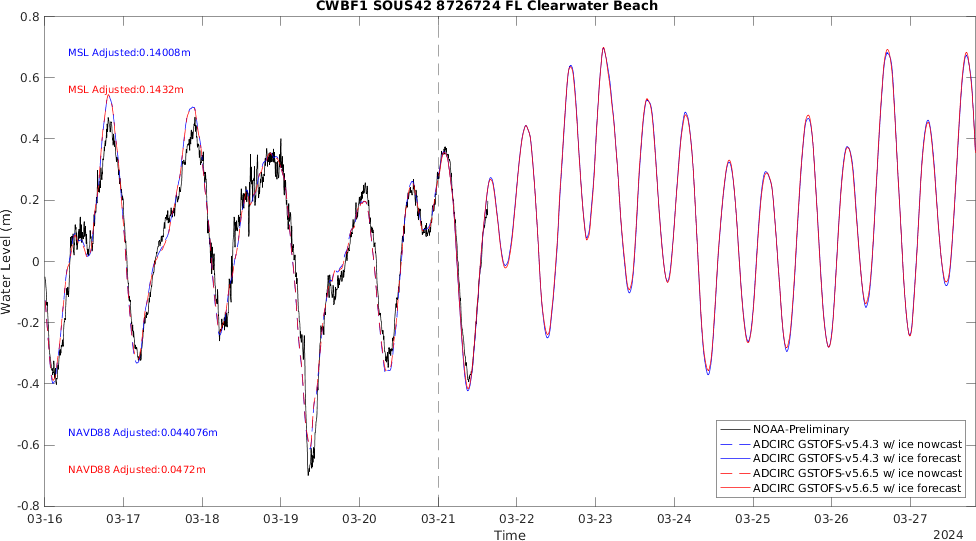 CWBF1 SOUS42 8726724 FL Clearwater Beach
0.8
0.6
0.4
0.2
0
-0.2
-0.4
-0.6
-0.8
Water Level (m)
MSL Adjusted:0.14008m
MSL Adjusted:0.1432m
NAVD88 Adjusted:0.044076m
NAVD88 Adjusted:0.0472m
NOAA-Preliminary
ADCIRC GSTOFS-v5.4.3 w/ ice nowcast
ADCIRC GSTOFS-v5.4.3 w/ ice forecast
ADCIRC GSTOFS-v5.6.5 w/ ice nowcast
ADCIRC GSTOFS-v5.6.5 w/ ice forecast
03-16 03-17 03-18 03-19 03-20 03-21 03-22 03-23 03-24 03-25 03-26 03-27
Time
2024